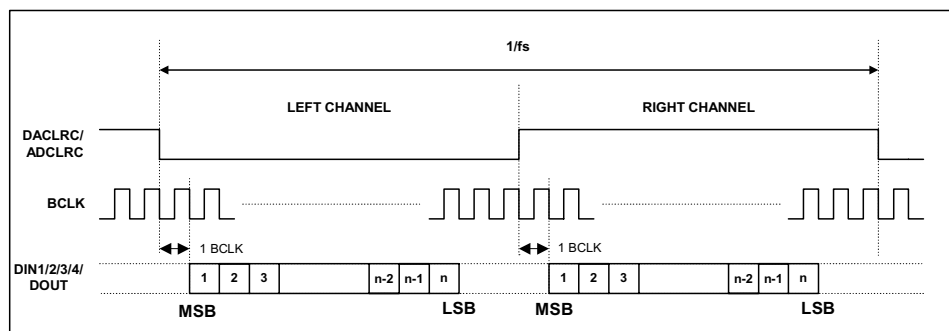 1/fs
LEFT CHANNEL
RIGHT CHANNEL
DACLRC/
ADCLRC
BCLK
1 BCLK
1 BCLK
DIN1/2/3/4/
DOUT
1 2 3 n-2 n-1 n
1 2 3 n-2 n-1 n
MSB
LSB
MSB
LSB